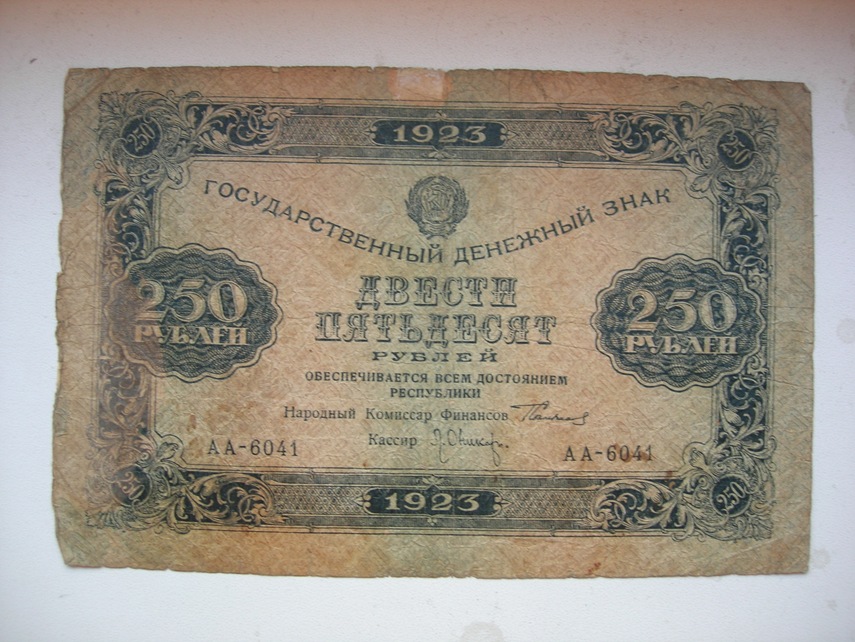 250 1923 250
ГОСУДАРСТВЕННЫЙ ДЕНЕЖНЫЙ ЗНАК
250 РУБЛЕЙ
ДВЕСТИ
ПЯТЬДЕСЯТ
РУБЛЕЙ
250 РУБЛЕЙ
ОБЕСПЕЧИВАЕТСЯ ВСЕМ ДОСТОЯНИЕМ
РЕСПУБЛИКИ
Народный Комиссар Финансов
Кассир
АА-6041 АА-6041
250 1923 250